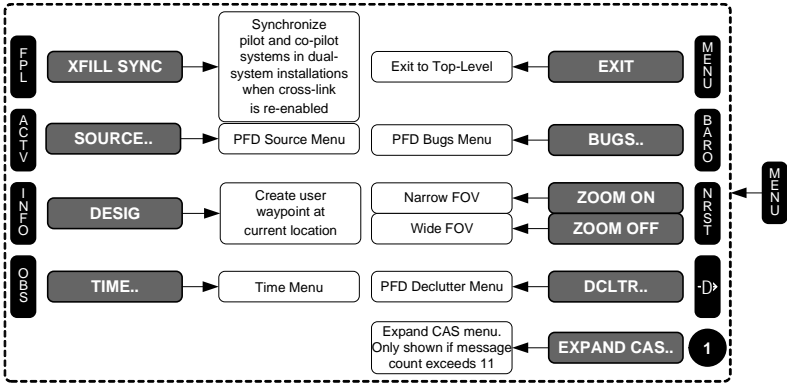 FPL
XFILL SYNC
Synchronize
pilot and co-pilot
systems in dual-
system installations
when cross-link
is re-enabled
Exit to Top-Level
EXIT
MENU
ACTV
SOURCE..
PFD Source Menu
PFD Bugs Menu
BUGS..
BARO
INFO
DESIG
Create user
waypoint at
current location
Narrow FOV
ZOOM ON
Wide FOV
ZOOM OFF
NRST
MENU
OBS
TIME..
Time Menu
PFD Declutter Menu
DCLTR..
D
Expand CAS menu.
Only shown if message
count exceeds 11
EXPAND CAS..
1